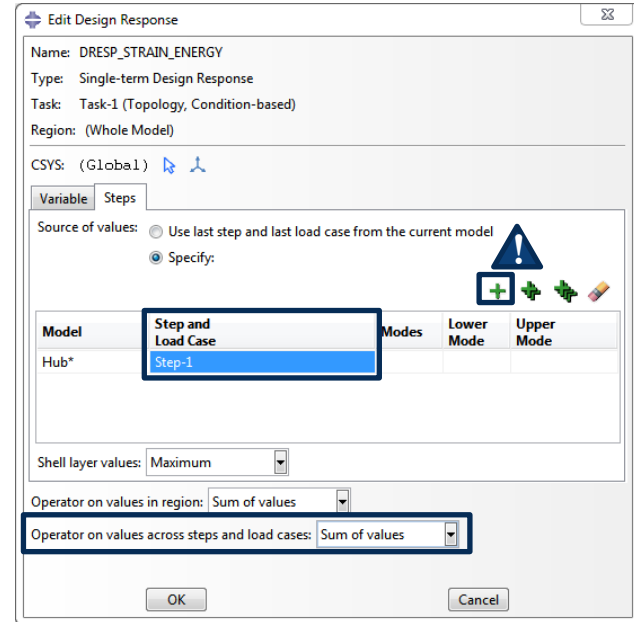 Edit Design Response
Name: DRESP_STRAIN_ENERGY
Type: Single-term Design Response
Task: Task-1 (Topology, Condition-based)
Region: (Whole Model)
CSYS: (Global)
Variable Steps
Source of values: Use last step and last load case from the current model
Specify:
Model Step and Load Case Modes Lower Mode Upper Mode
Hub* Step-1
Shell layer values: Maximum
Operator on values in region: Sum of values
Operator on values across steps and load cases: Sum of values
OK Cancel